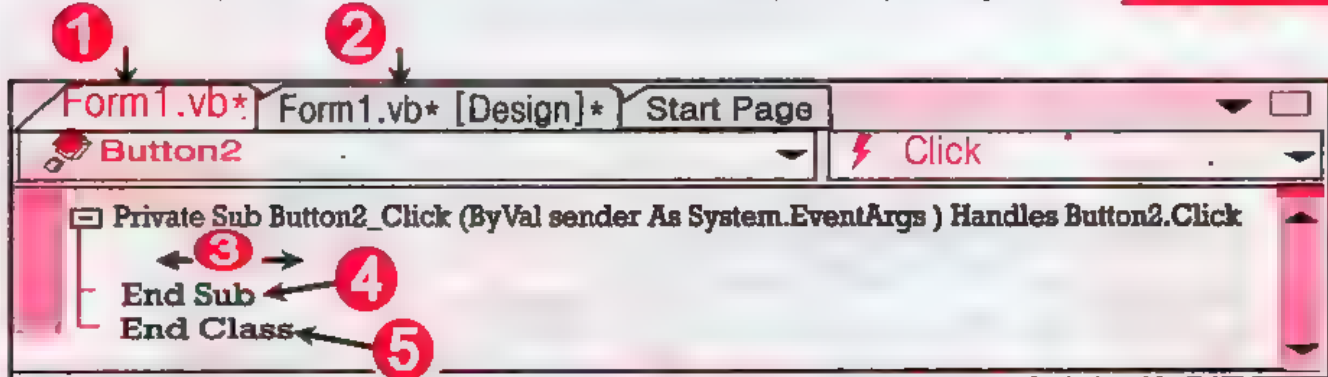 1 2
Form1.vb* Form1.vb* [Design]* Start Page
Button2 Click
Private Sub Button2_Click (ByVal sender As System.EventArgs ) Handles Button2.Click
3
End Sub 4
End Class 5